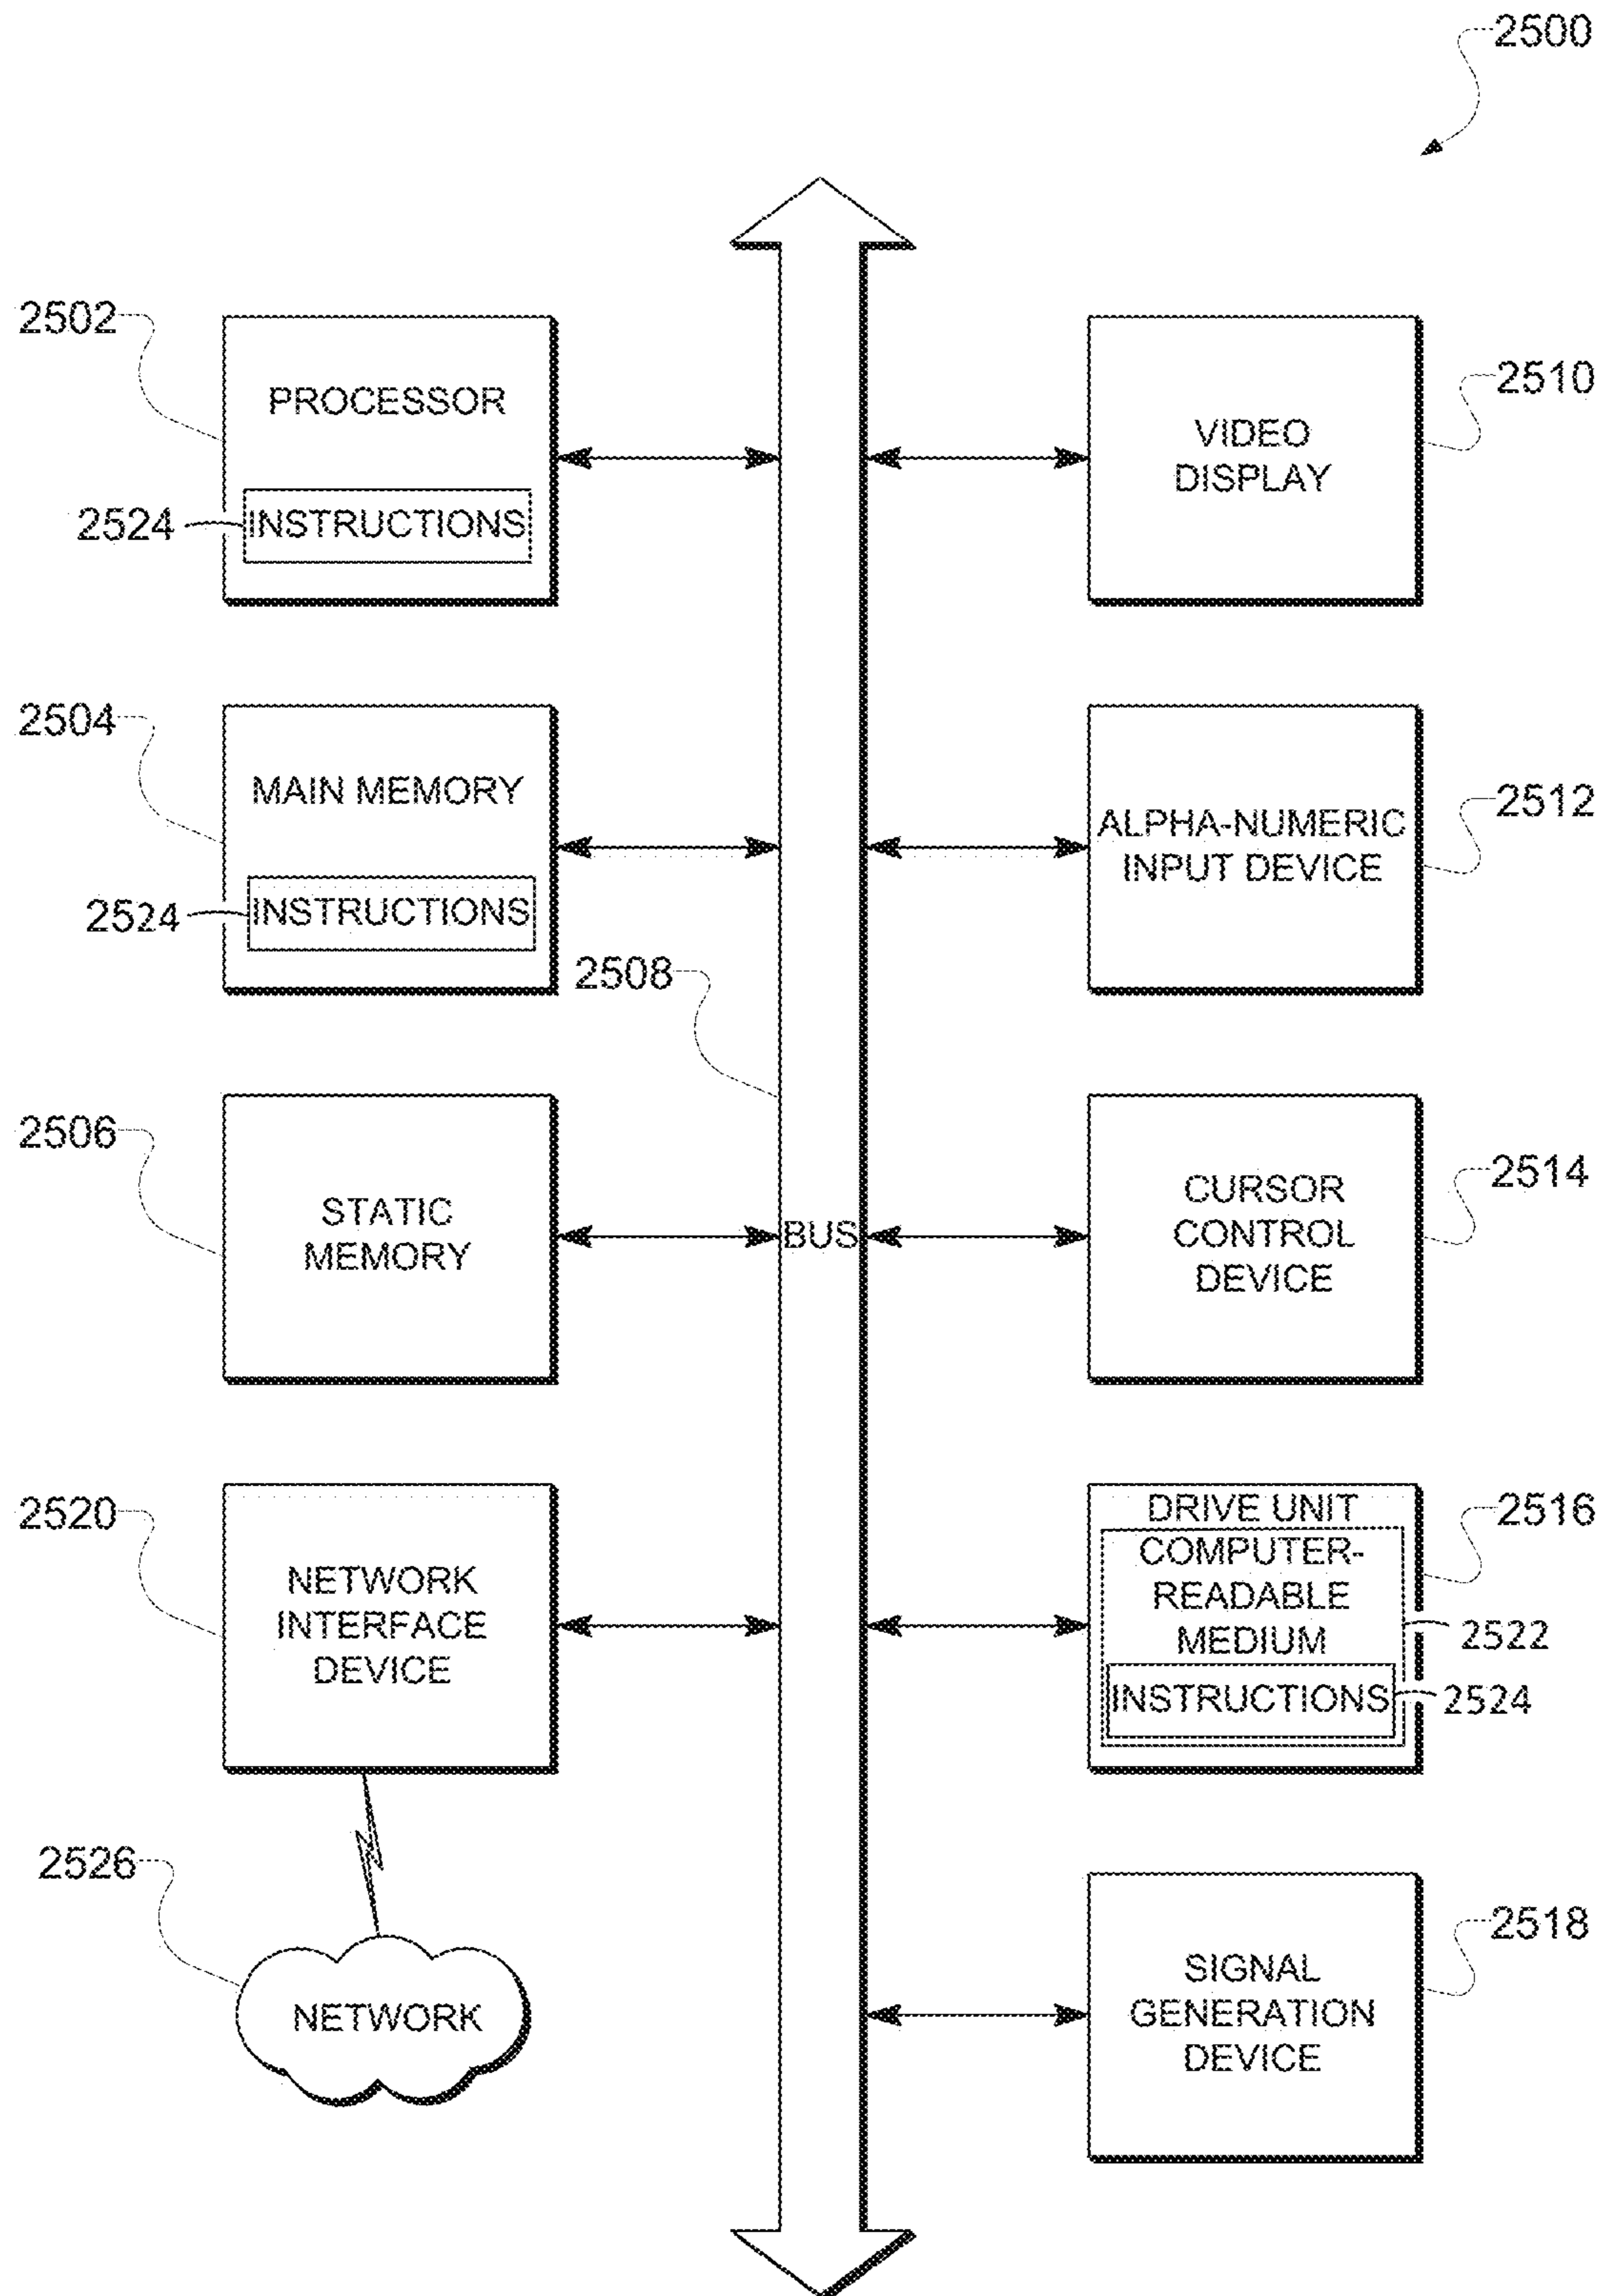 2500
2502
PROCESSOR
2524
INSTRUCTIONS
2510
VIDEO
DISPLAY
2504
MAIN MEMORY
2524
INSTRUCTIONS
2512
ALPHA-NUMERIC
INPUT DEVICE
2508
BUS
2506
STATIC
MEMORY
2514
CURSOR
CONTROL
DEVICE
2520
NETWORK
INTERFACE
DEVICE
2516
DRIVE UNIT
COMPUTER-
READABLE
MEDIUM
2522
INSTRUCTIONS
2524
2526
NETWORK
2518
SIGNAL
GENERATION
DEVICE